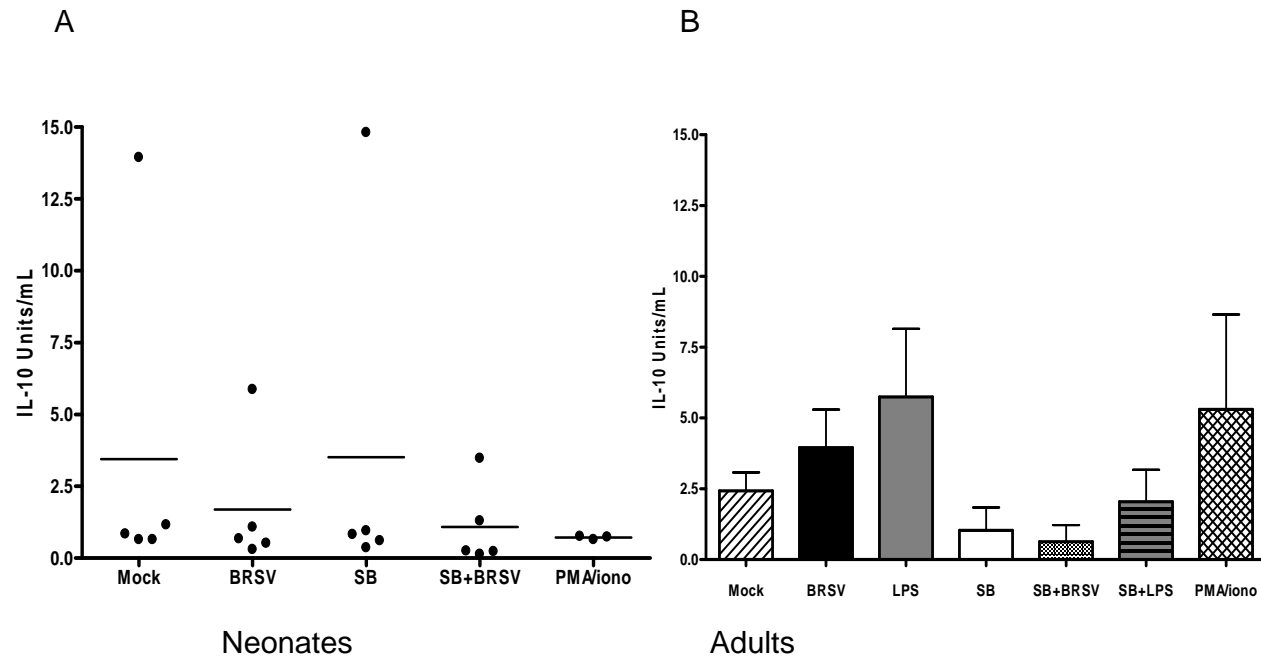 A
IL-10 Units/mL
15.0
12.5
10.0
7.5
5.0
2.5
0.0
Mock BRSV SB SB+BRSV PMA/iono
Neonates
B
IL-10 Units/mL
15.0
12.5
10.0
7.5
5.0
2.5
0.0
Mock BRSV LPS SB SB+BRSV SB+LPS PMA/iono
Adults